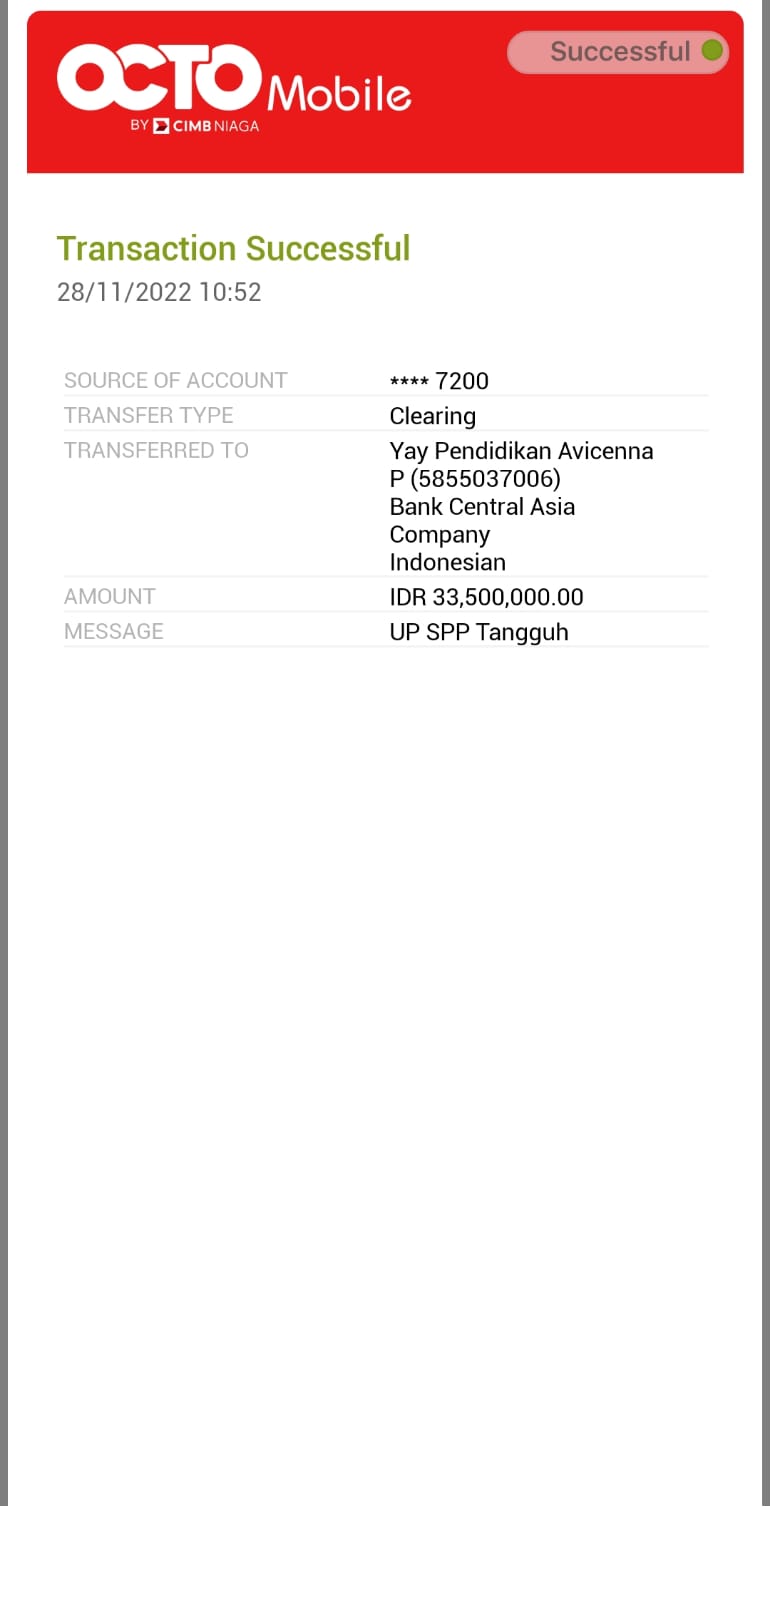 Successful
OCTO Mobile
BY CIMB NIAGA
Transaction Successful
28/11/2022 10:52
SOURCE OF ACCOUNT **** 7200
TRANSFER TYPE Clearing
TRANSFERRED TO Yay Pendidikan Avicenna
P (5855037006)
Bank Central Asia
Company
Indonesian
AMOUNT IDR 33,500,000.00
MESSAGE UP SPP Tangguh